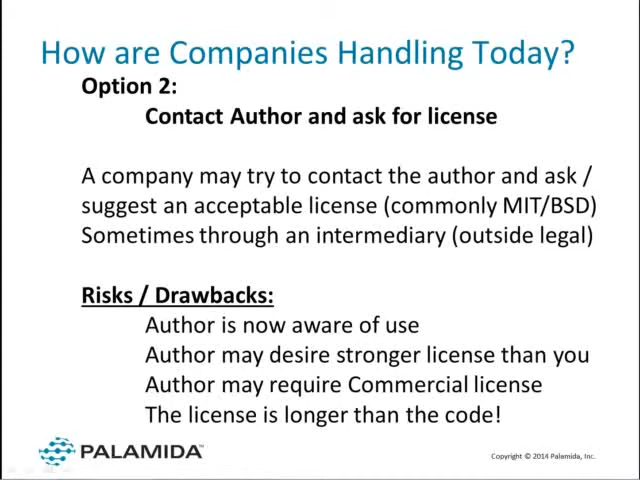 How are Companies Handling Today?
Option 2:
Contact Author and ask for license
A company may try to contact the author and ask /
suggest an acceptable license (commonly MIT/BSD)
Sometimes through an intermediary (outside legal)
Risks / Drawbacks:
Author is now aware of use
Author may desire stronger license than you
Author may require Commercial license
The license is longer than the code!
PALAMIDA™
Copyright © 2014 Palamida, Inc.